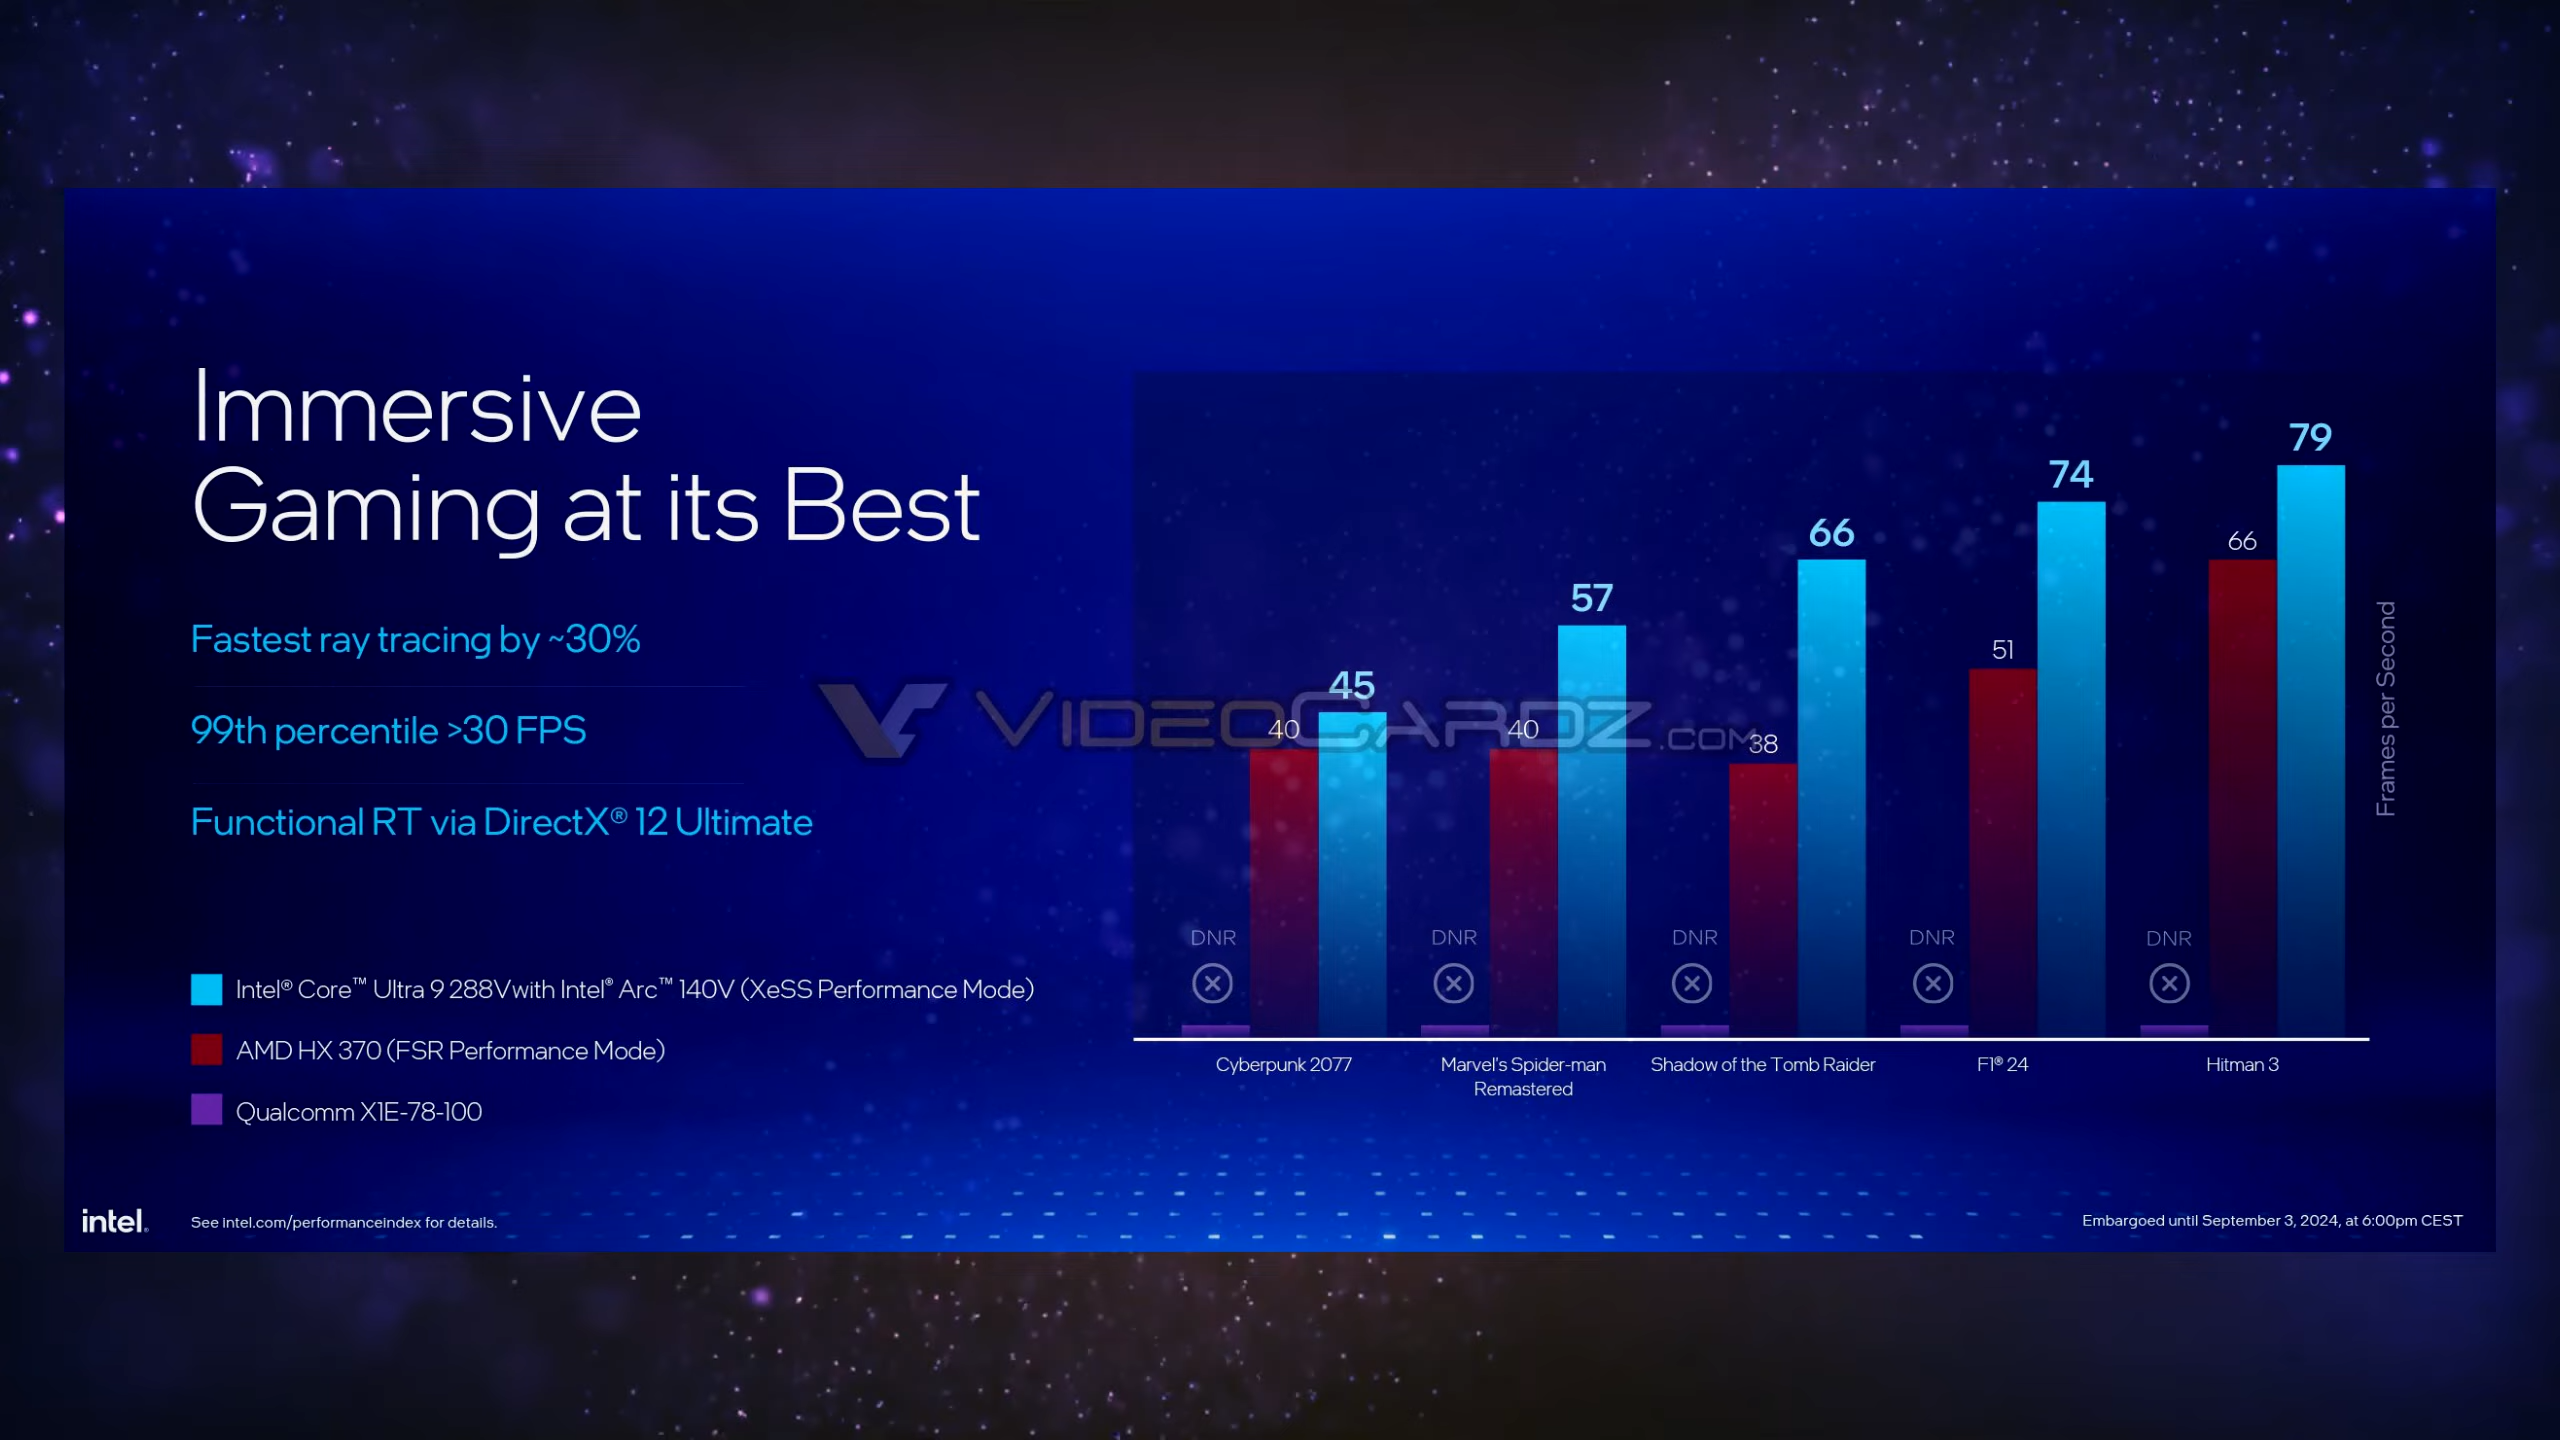 Immersive
Gaming at its Best
Fastest ray tracing by ~30%
99th percentile >30 FPS
Functional RT via DirectX® 12 Ultimate
Intel® Core™ Ultra 9 288Vwith Intel® Arc™ 140V (XeSS Performance Mode)
AMD HX 370 (FSR Performance Mode)
Qualcomm X1E-78-100
VIDEOCARDZ.COM
DNR
40
45
DNR
40
57
DNR
38
66
DNR
51
74
DNR
66
79
Frames per Second
Cyberpunk 2077
Marvel's Spider-man
Remastered
Shadow of the Tomb Raider
F1® 24
Hitman 3
intel.
See intel.com/performanceindex for details.
Embargoed until September 3, 2024, at 6:00pm CEST